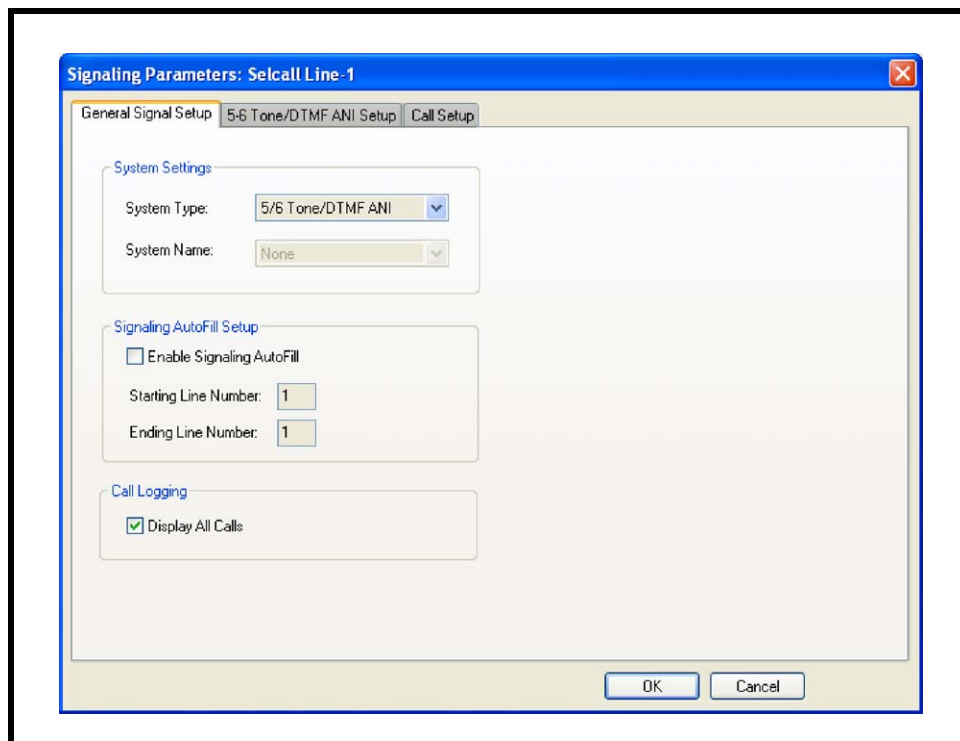 Signaling Parameters: Selcall Line-1
General Signal Setup 5-6 Tone/DTMF ANI Setup Call Setup
System Settings
System Type: 5/6 Tone/DTMF ANI
System Name: None
Signaling AutoFill Setup
Enable Signaling AutoFill
Starting Line Number: 1
Ending Line Number: 1
Call Logging
Display All Calls
OK Cancel